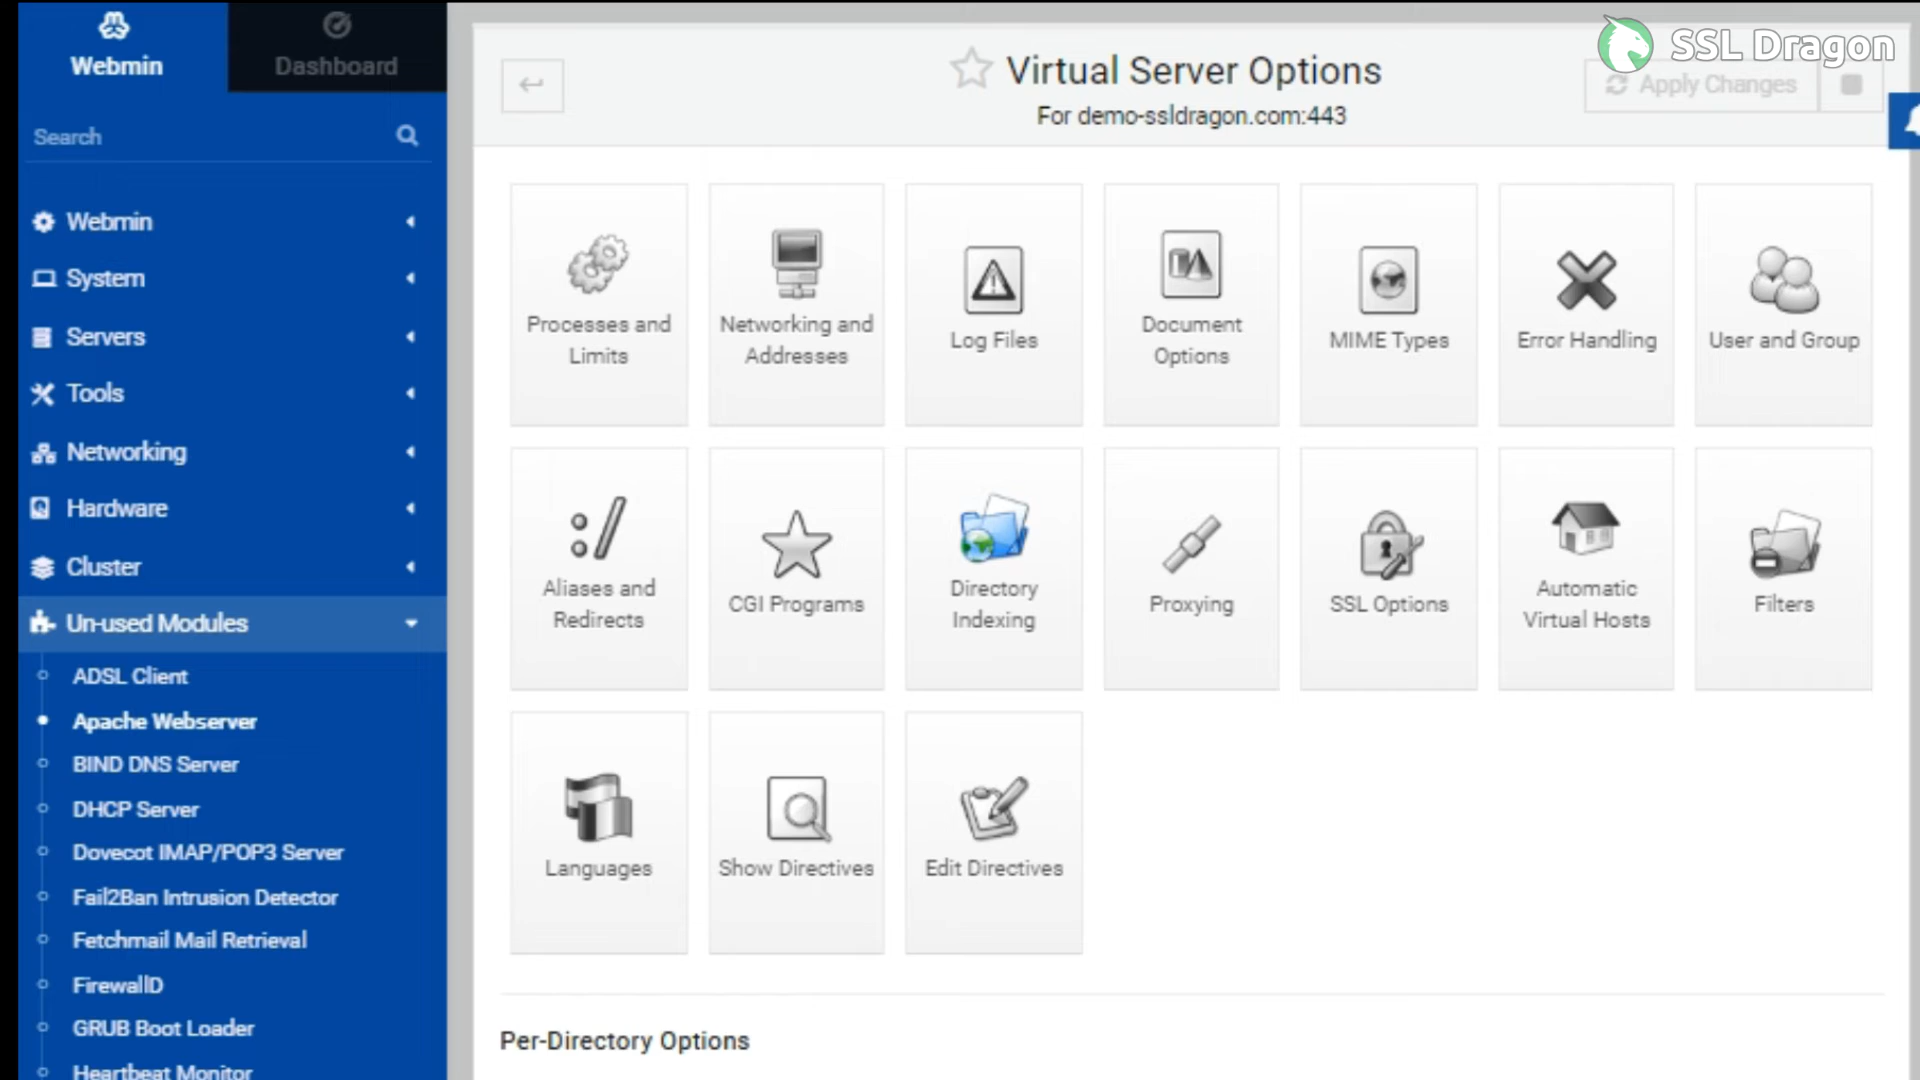 Webmin
Dashboard
Search
Webmin
System
Servers
Tools
Networking
Hardware
Cluster
Un-used Modules
ADSL Client
Apache Webserver
BIND DNS Server
DHCP Server
Dovecot IMAP/POP3 Server
Fail2Ban Intrusion Detector
Fetchmail Mail Retrieval
FirewallD
GRUB Boot Loader
Heartbeat Monitor
Virtual Server Options
For demo-ssldragon.com:443
SSL Dragon
Apply Changes
Processes and
Limits
Networking and
Addresses
Log Files
Document
Options
MIME Types
Error Handling
User and Group
Aliases and
Redirects
CGI Programs
Directory
Indexing
Proxying
SSL Options
Automatic
Virtual Hosts
Filters
Languages
Show Directives
Edit Directives
Per-Directory Options